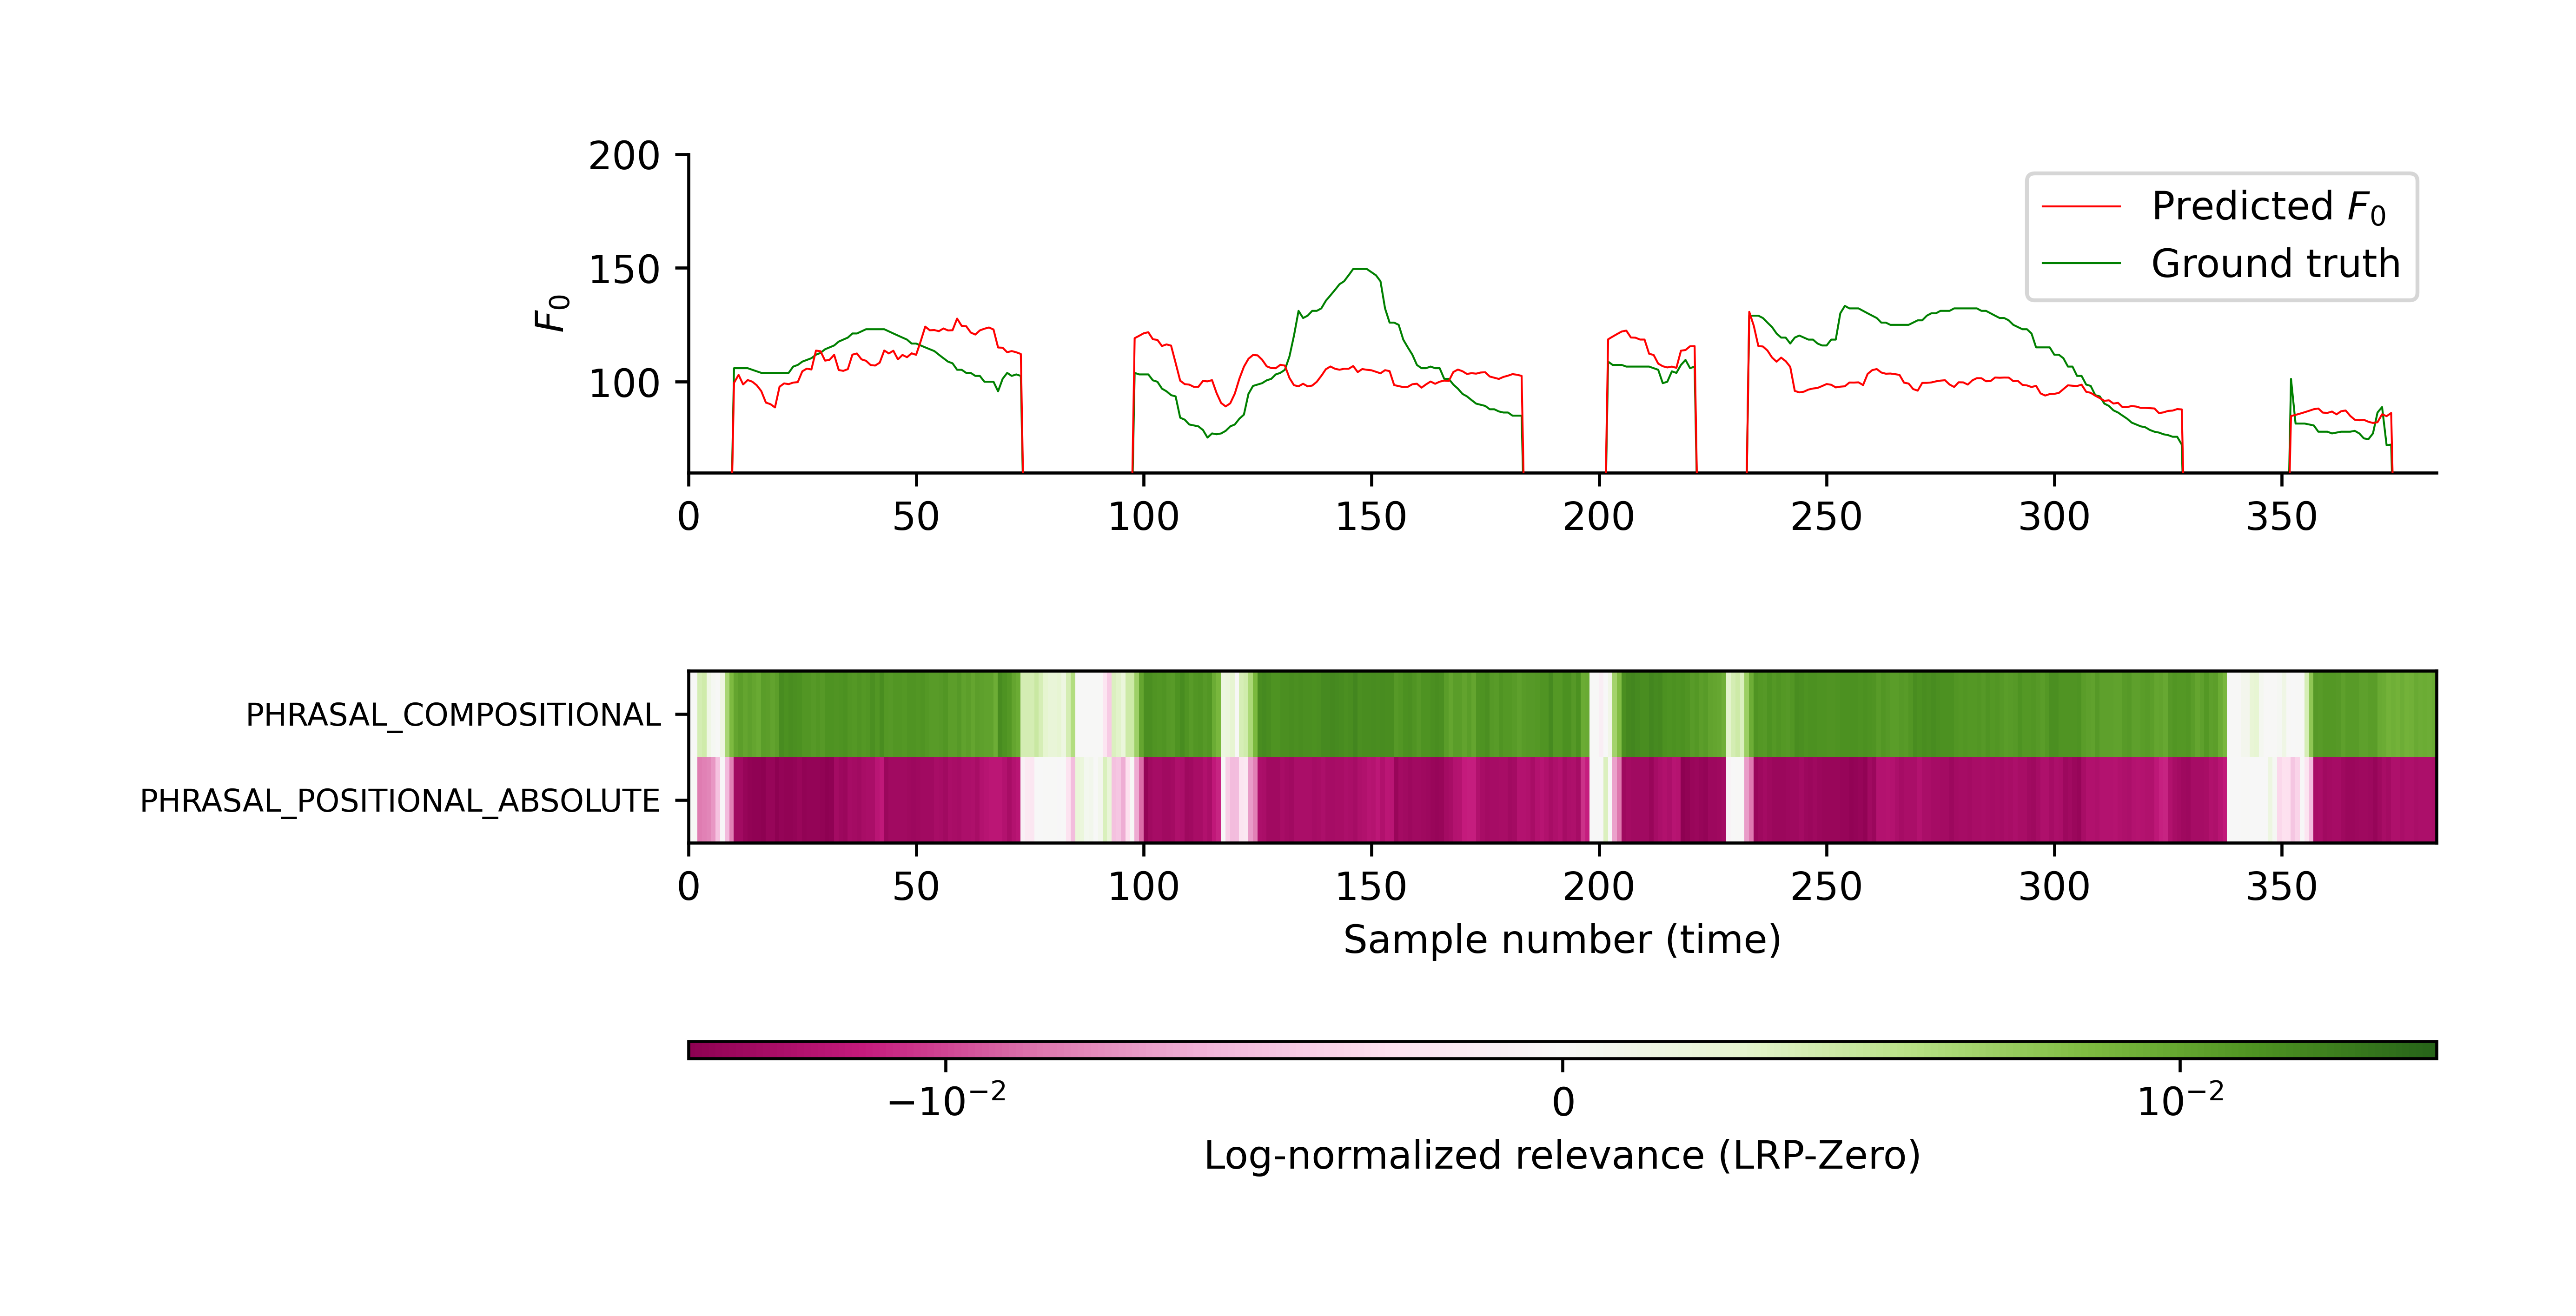 200
150
100
F₀
Predicted F₀
Ground truth
0 50 100 150 200 250 300 350
PHRASAL_COMPOSITIONAL
PHRASAL_POSITIONAL_ABSOLUTE
0 50 100 150 200 250 300 350
Sample number (time)
−10⁻² 0 10⁻²
Log-normalized relevance (LRP-Zero)